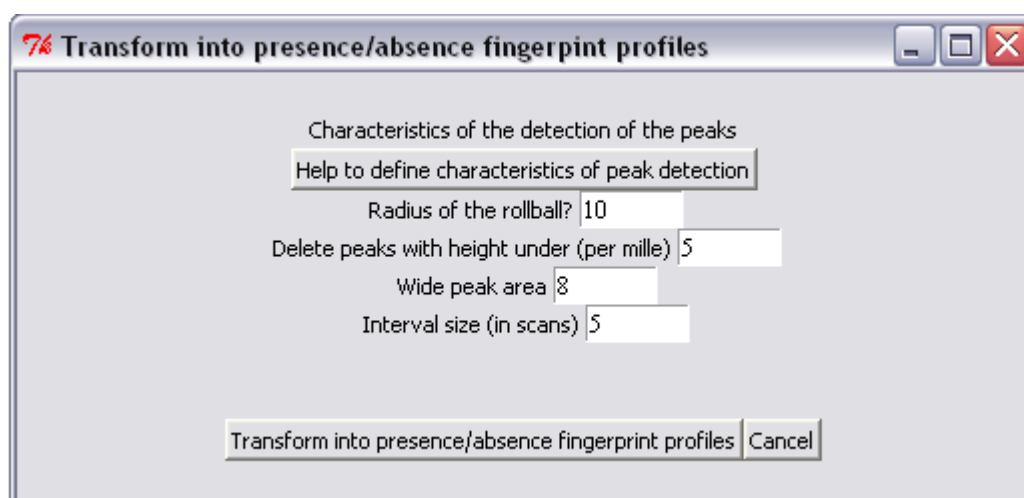 Transform into presence/absence fingerpint profiles
Characteristics of the detection of the peaks
Help to define characteristics of peak detection
Radius of the rollball? 10
Delete peaks with height under (per mille) 5
Wide peak area 8
Interval size (in scans) 5
Transform into presence/absence fingerprint profiles Cancel